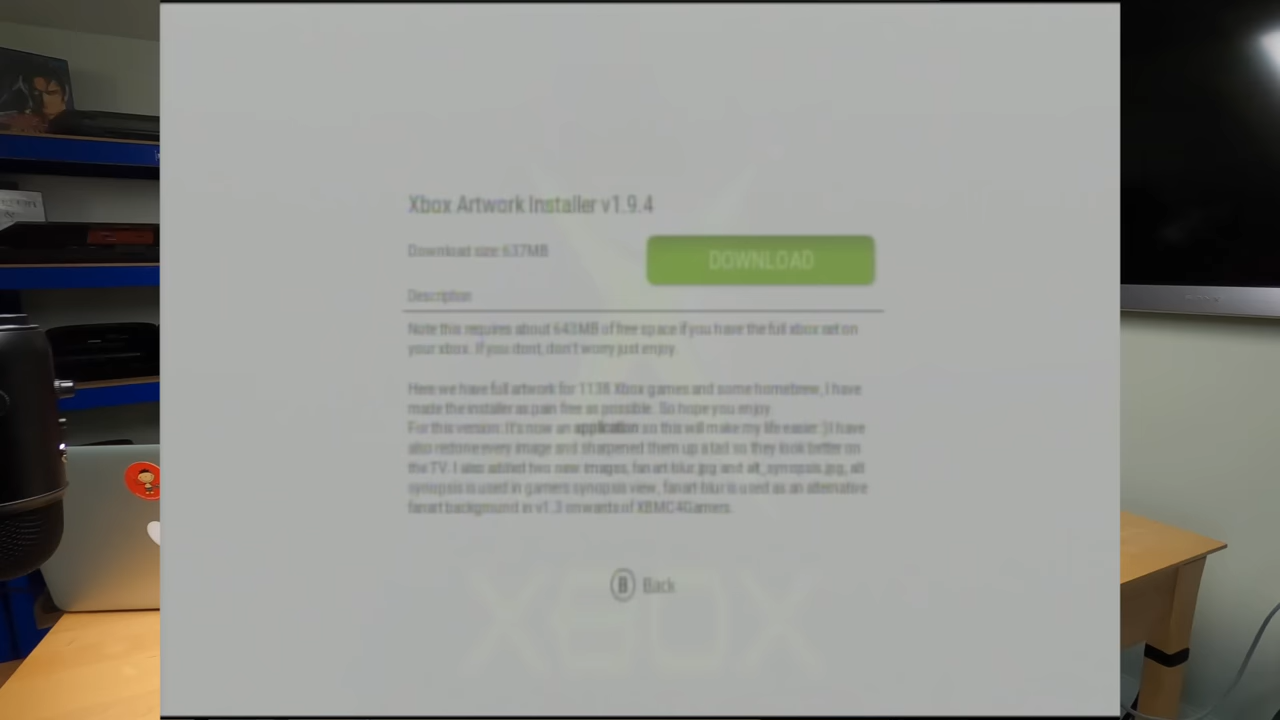 Xbox Artwork Installer v1.9.4
Download size: 637MB
DOWNLOAD
Description
Note this requires about 643MB of free space if you have the full xbox set on
your xbox. If you dont, don't worry just enjoy.
Here we have full artwork for 1138 Xbox games and some homebrew, I have
made the installer as pain free as possible. So hope you enjoy.
For this version: It's now an application so this will make my life easier :) I have
also redone every image and sharpened them up a tad so they look better on
the TV. I also added two new images, fanart-blur.jpg and alt_synopsis.jpg, alt
synopsis is used in gamers synopsis view, fanart-blur is used as an alternative
fanart background in v1.3 onwards of XBMC4Gamers.
B Back
XBOX
SONY